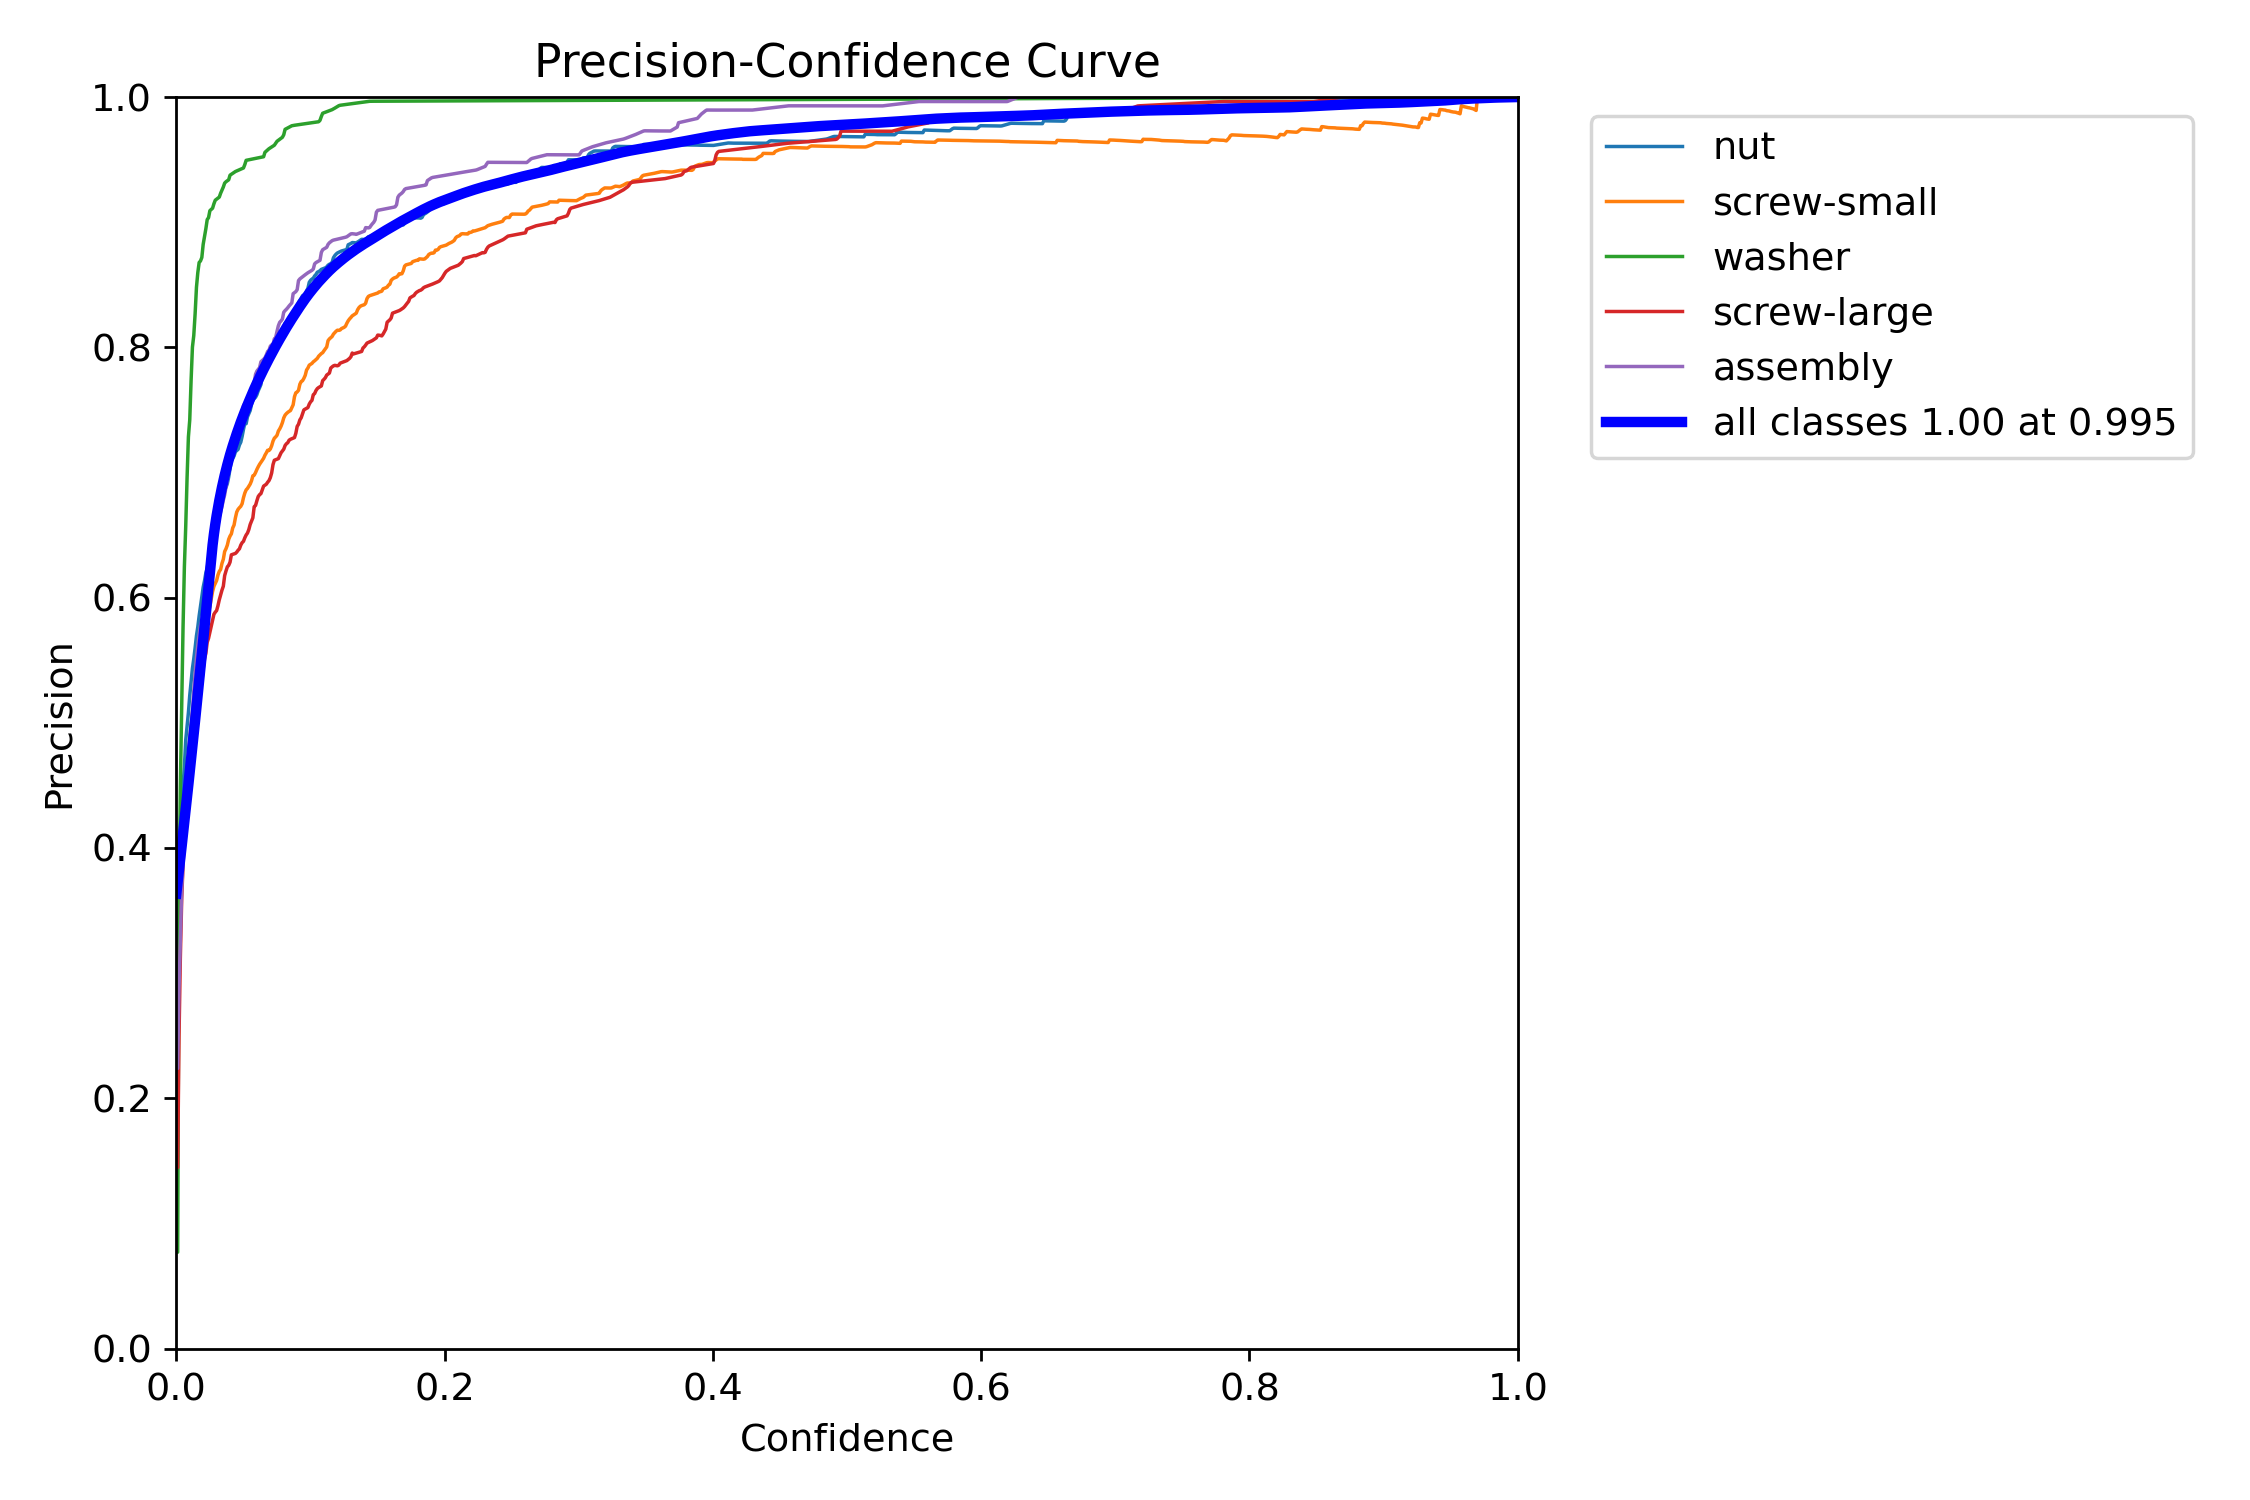 Precision-Confidence Curve
1.0
0.8
0.6
0.4
0.2
0.0
Precision
0.0 0.2 0.4 0.6 0.8 1.0
Confidence
nut
screw-small
washer
screw-large
assembly
all classes 1.00 at 0.995